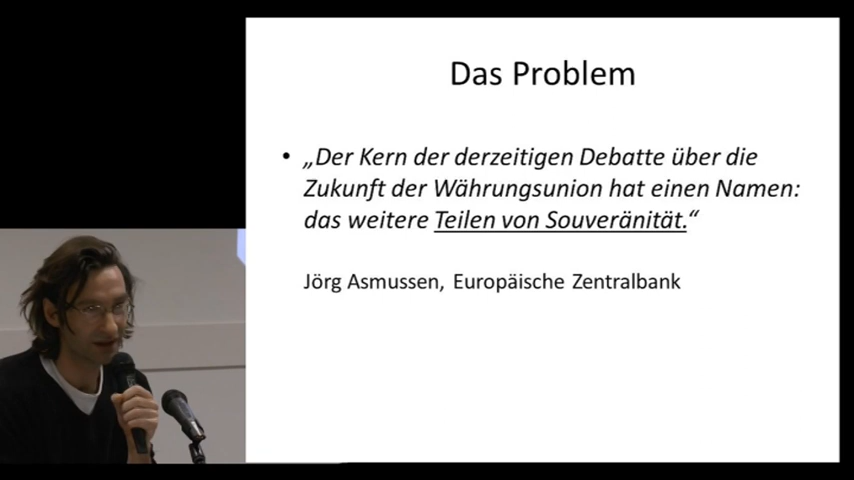 Das Problem
• „Der Kern der derzeitigen Debatte über die
Zukunft der Währungsunion hat einen Namen:
das weitere Teilen von Souveränität.“
Jörg Asmussen, Europäische Zentralbank